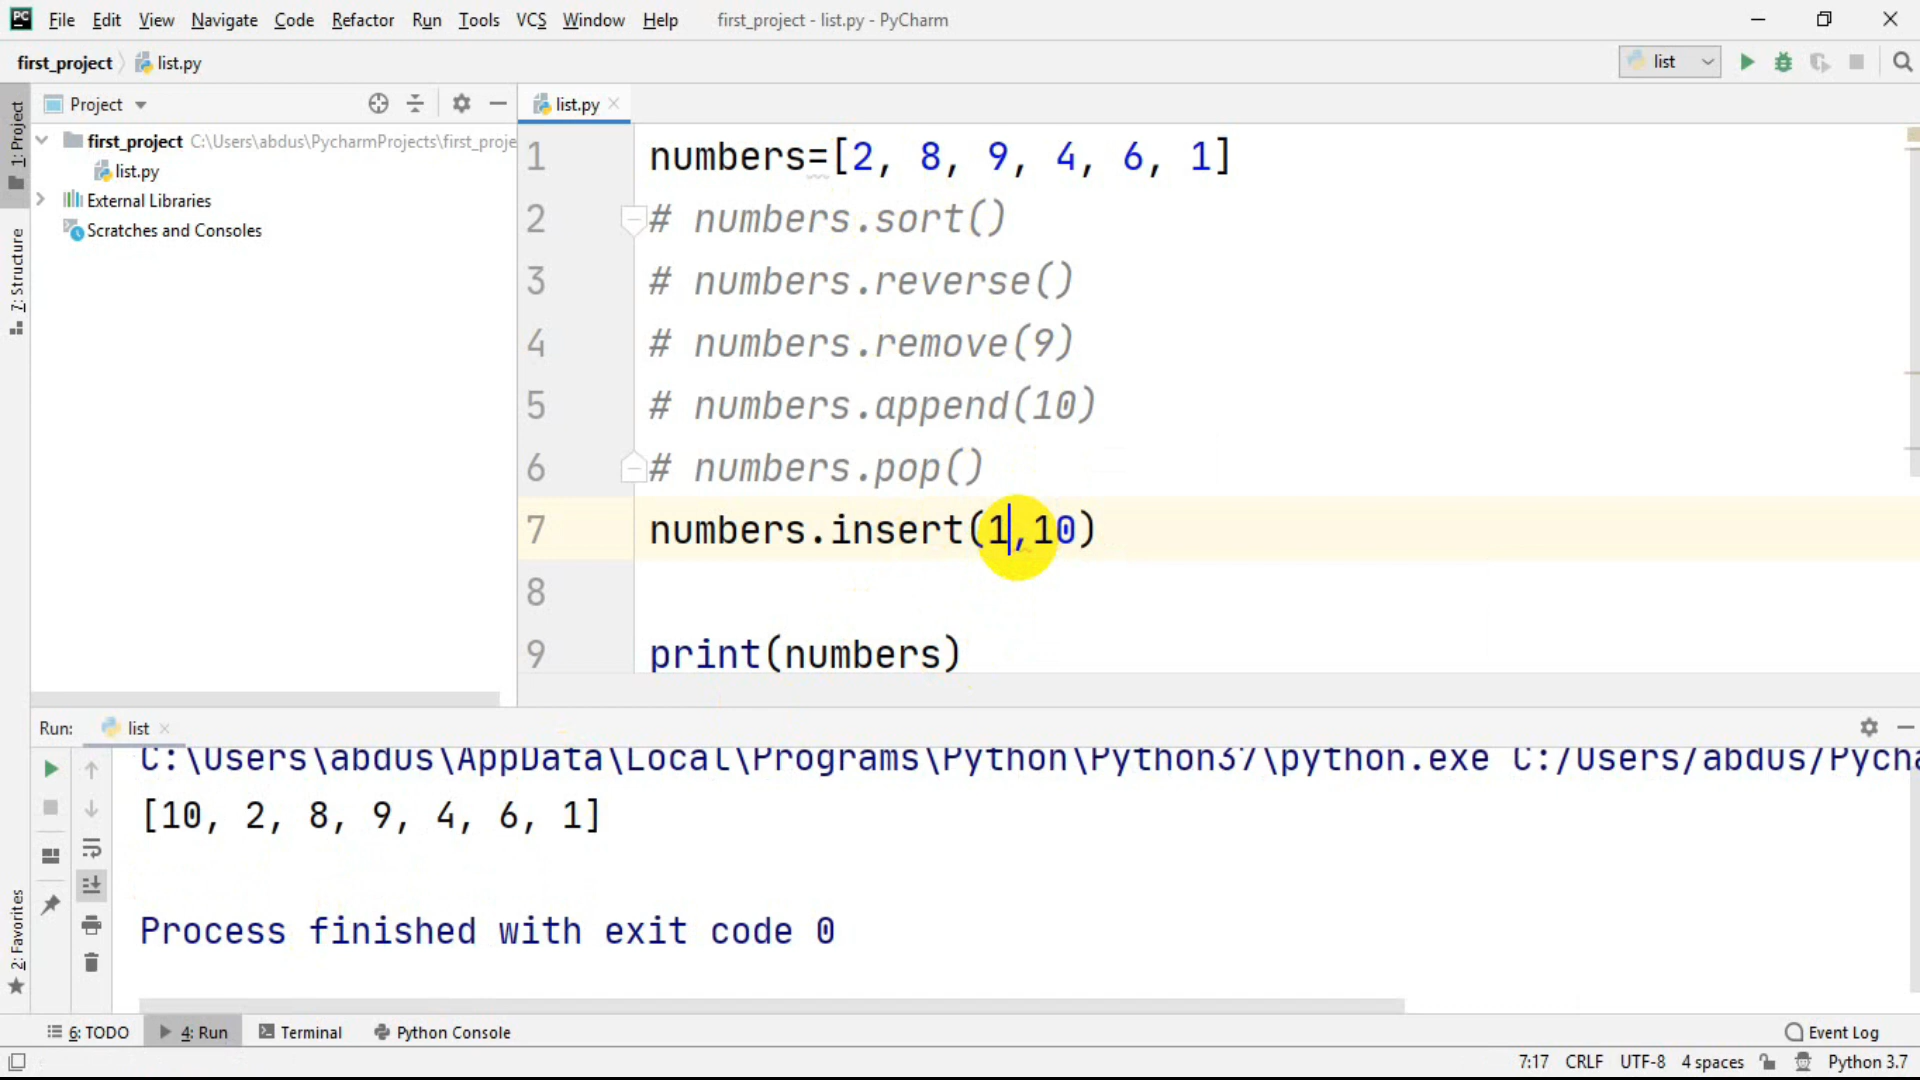 PC File Edit View Navigate Code Refactor Run Tools VCS Window Help first_project - list.py - PyCharm
first_project list.py list
1: Project
Project
list.py
first_project C:\Users\abdus\PycharmProjects\first_proje
list.py
External Libraries
Scratches and Consoles
7: Structure
1 numbers=[2, 8, 9, 4, 6, 1]
2 # numbers.sort()
3 # numbers.reverse()
4 # numbers.remove(9)
5 # numbers.append(10)
6 # numbers.pop()
7 numbers.insert(1,10)
8
9 print(numbers)
Run: list
C:\Users\abdus\AppData\Local\Programs\Python\Python37\python.exe C:/Users/abdus/Pycha
[10, 2, 8, 9, 4, 6, 1]
Process finished with exit code 0
2: Favorites
6: TODO 4: Run Terminal Python Console Event Log
7:17 CRLF UTF-8 4 spaces Python 3.7